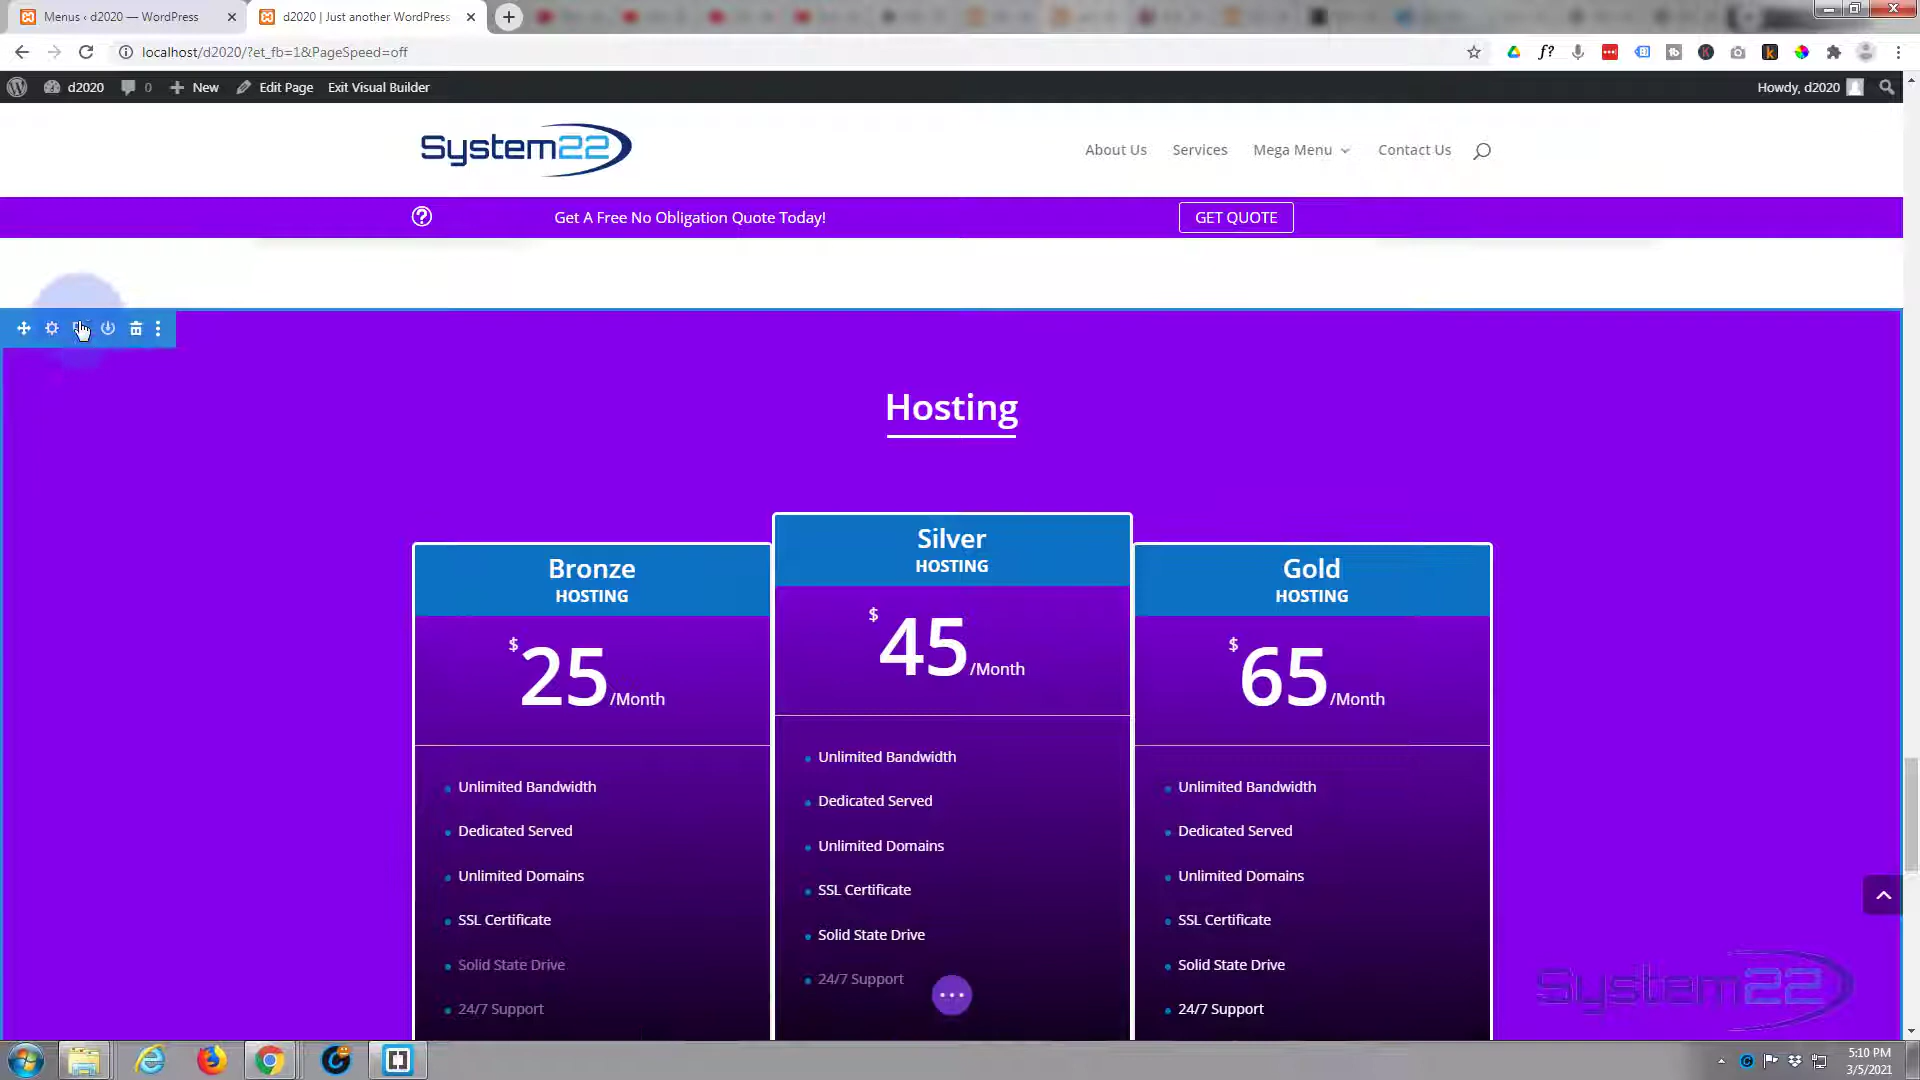 Menus ‹ d2020 — WordPress
d2020 | Just another WordPress
localhost/d2020/?et_fb=1&PageSpeed=off
d2020 0 New Edit Page Exit Visual Builder Howdy, d2020
System22
About Us Services Mega Menu Contact Us
Get A Free No Obligation Quote Today! GET QUOTE
Hosting
Bronze
HOSTING
$25/Month
Unlimited Bandwidth
Dedicated Served
Unlimited Domains
SSL Certificate
Solid State Drive
24/7 Support
Silver
HOSTING
$45/Month
Unlimited Bandwidth
Dedicated Served
Unlimited Domains
SSL Certificate
Solid State Drive
24/7 Support
Gold
HOSTING
$65/Month
Unlimited Bandwidth
Dedicated Served
Unlimited Domains
SSL Certificate
Solid State Drive
24/7 Support
System22
5:10 PM
3/5/2021